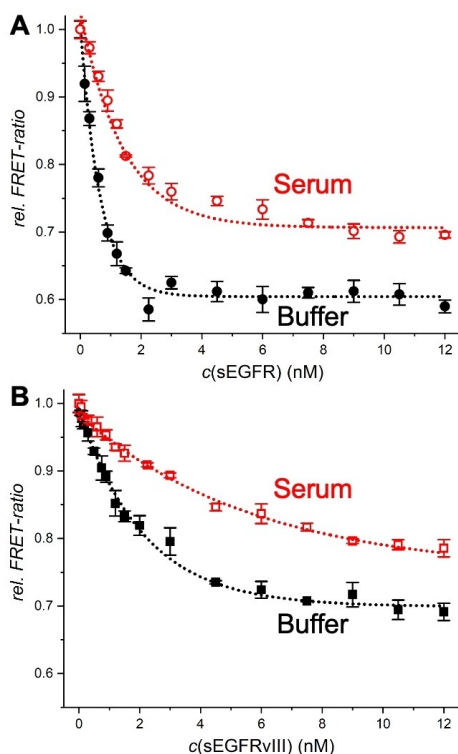 A
1.0
0.9
0.8
0.7
0.6
rel. FRET-ratio
Serum
Buffer
0 2 4 6 8 10 12
c(sEGFR) (nM)
B
1.0
0.9
0.8
0.7
0.6
rel. FRET-ratio
Serum
Buffer
0 2 4 6 8 10 12
c(sEGFRvIII) (nM)